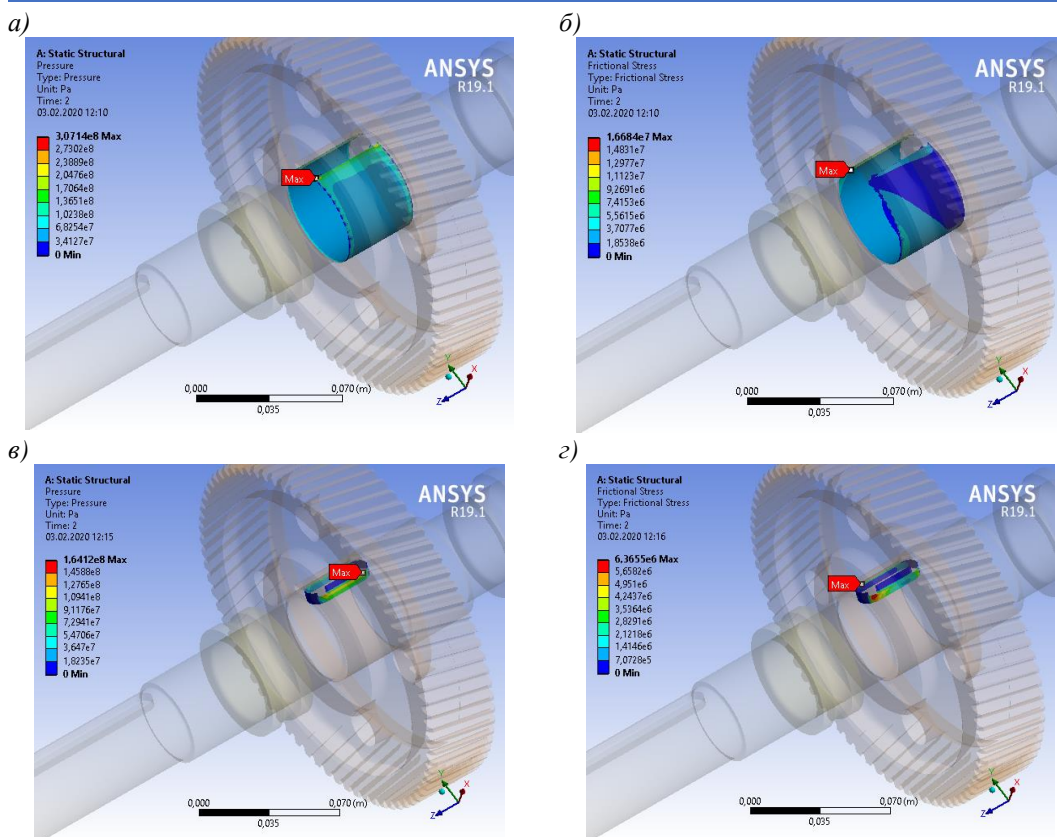 а)
A: Static Structural
Pressure
Type: Pressure
Unit: Pa
Time: 2
03.02.2020 12:10
3,0714e8 Max
2,7302e8
2,3889e8
2,0476e8
1,7064e8
1,3651e8
1,0238e8
6,8254e7
3,4127e7
0 Min
ANSYS
R19.1
Max
0,000
0,070 (m)
0,035
Y
X
Z
б)
A: Static Structural
Frictional Stress
Type: Frictional Stress
Unit: Pa
Time: 2
03.02.2020 12:10
1,6684e7 Max
1,4831e7
1,2977e7
1,1123e7
9,2691e6
7,4153e6
5,5615e6
3,7077e6
1,8538e6
0 Min
ANSYS
R19.1
Max
0,000
0,070 (m)
0,035
Y
X
Z
в)
A: Static Structural
Pressure
Type: Pressure
Unit: Pa
Time: 2
03.02.2020 12:15
1,6412e8 Max
1,4588e8
1,2765e8
1,0941e8
9,1176e7
7,2941e7
5,4706e7
3,647e7
1,8235e7
0 Min
ANSYS
R19.1
Max
0,000
0,070 (m)
0,035
Y
X
Z
г)
A: Static Structural
Frictional Stress
Type: Frictional Stress
Unit: Pa
Time: 2
03.02.2020 12:16
6,3655e6 Max
5,6582e6
4,951e6
4,2437e6
3,5364e6
2,8291e6
2,1218e6
1,4146e6
7,0728e5
0 Min
ANSYS
R19.1
Max
0,000
0,070 (m)
0,035
Y
X
Z